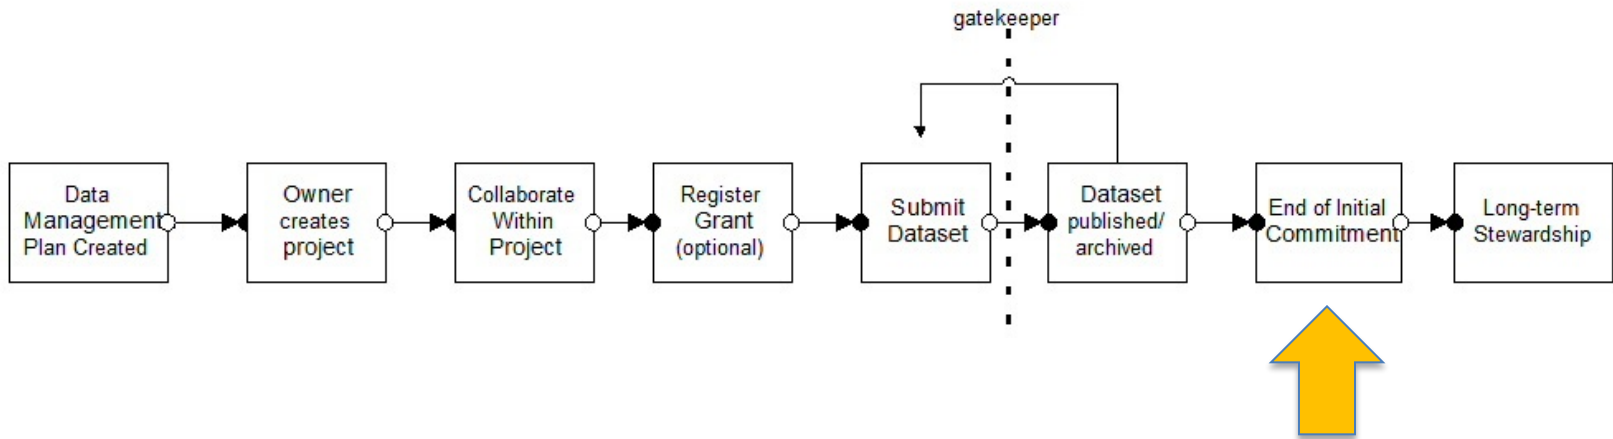 gatekeeper
Data
Management
Plan Created
Owner
creates
project
Collaborate
Within
Project
Register
Grant
(optional)
Submit
Dataset
Dataset
published/
archived
End of Initial
Commitment
Long-term
Stewardship